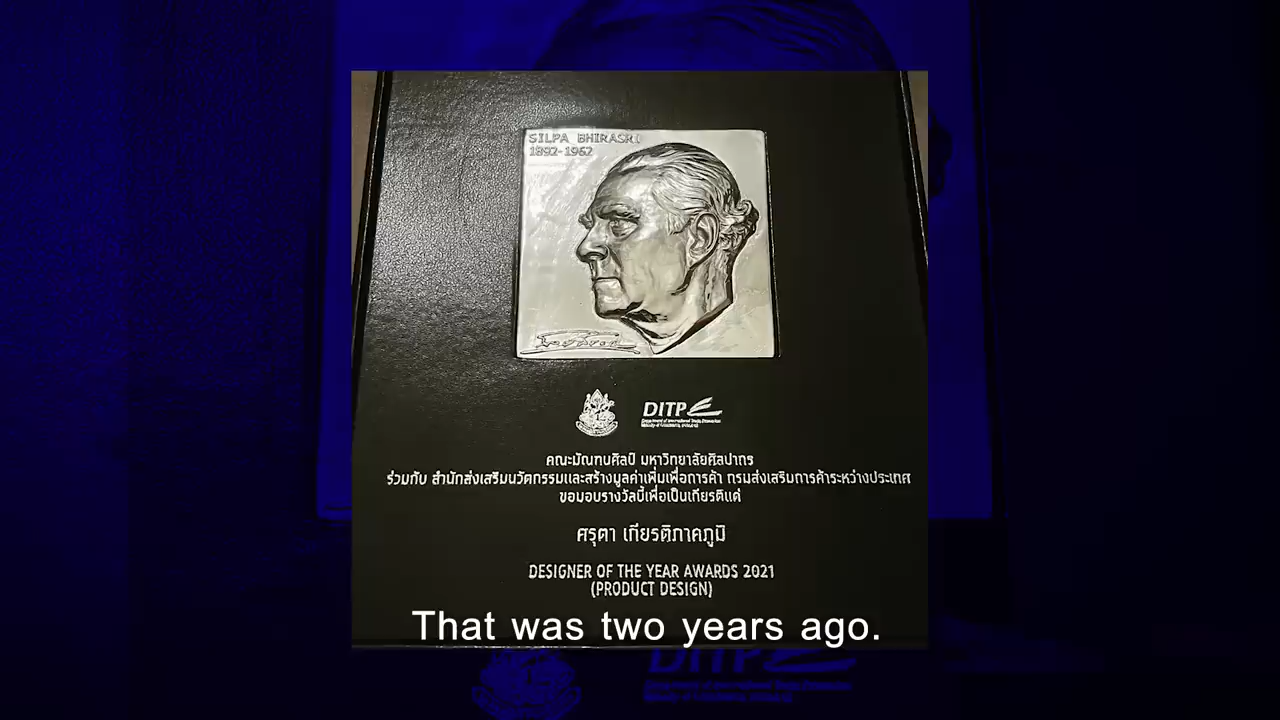 SILPA BHIRASRI
1892-1962
DITP
Department of International Trade Promotion
คณะมัณฑนศิลป์ มหาวิทยาลัยศิลปากร
ร่วมกับ สำนักส่งเสริมนวัตกรรมและสร้างมูลค่าเพิ่มเพื่อการค้า กรมส่งเสริมการค้าระหว่างประเทศ
ขอมอบรางวัลนี้เพื่อเป็นเกียรติแด่
ศรุตา เกียรติภาคภูมิ
DESIGNER OF THE YEAR AWARDS 2021
(PRODUCT DESIGN)
That was two years ago.
DITP